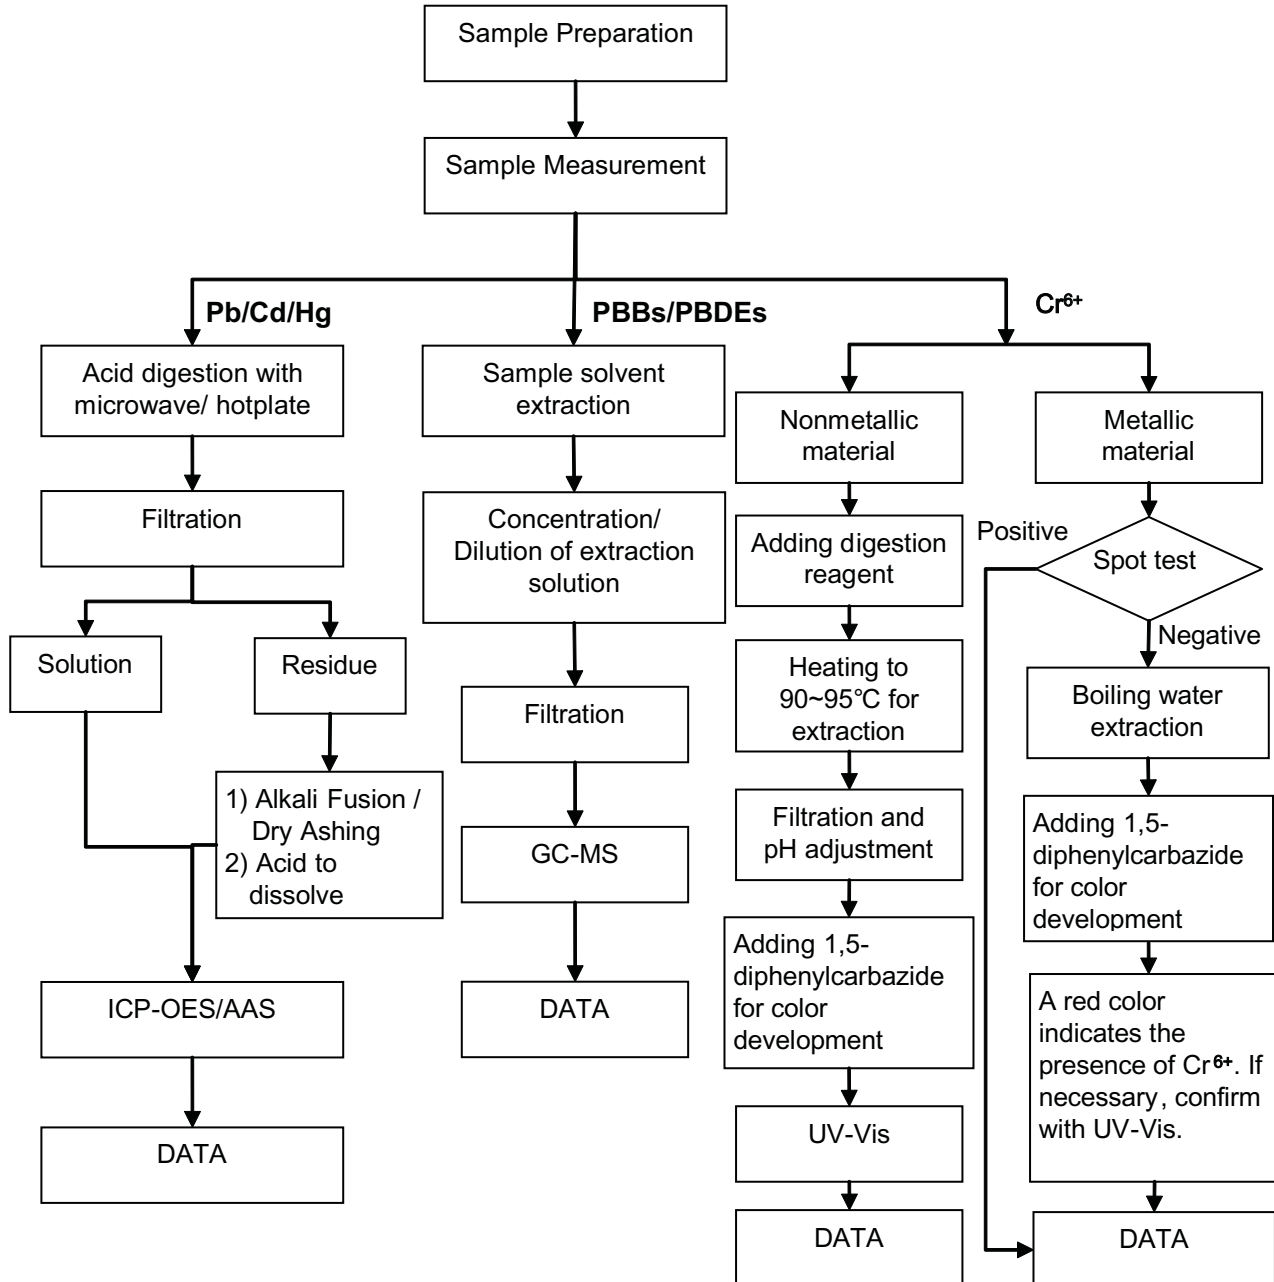 Sample Preparation
Sample Measurement
Pb/Cd/Hg
PBBs/PBDEs
Cr6+
Acid digestion with
microwave/ hotplate
Filtration
Solution
Residue
1) Alkali Fusion /
Dry Ashing
2) Acid to
dissolve
ICP-OES/AAS
DATA
Sample solvent
extraction
Concentration/
Dilution of extraction
solution
Filtration
GC-MS
DATA
Nonmetallic
material
Adding digestion
reagent
Heating to
90~95℃ for
extraction
Filtration and
pH adjustment
Adding 1,5-
diphenylcarbazide
for color
development
UV-Vis
DATA
Metallic
material
Positive
Spot test
Negative
Boiling water
extraction
Adding 1,5-
diphenylcarbazide
for color
development
A red color
indicates the
presence of Cr6+. If
necessary, confirm
with UV-Vis.
DATA